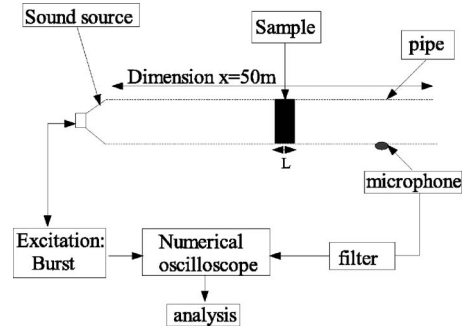 Sound source
Sample
pipe
Dimension x=50m
L
microphone
Excitation:
Burst
Numerical
oscilloscope
filter
analysis